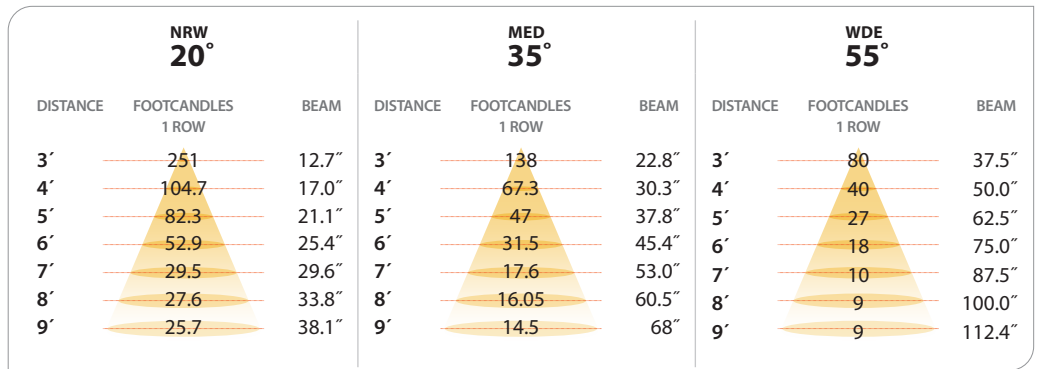 NRW
20°
DISTANCE FOOTCANDLES BEAM
1 ROW
3´ 251 12.7˝
4´ 104.7 17.0˝
5´ 82.3 21.1˝
6´ 52.9 25.4˝
7´ 29.5 29.6˝
8´ 27.6 33.8˝
9´ 25.7 38.1˝
MED
35°
DISTANCE FOOTCANDLES BEAM
1 ROW
3´ 138 22.8˝
4´ 67.3 30.3˝
5´ 47 37.8˝
6´ 31.5 45.4˝
7´ 17.6 53.0˝
8´ 16.05 60.5˝
9´ 14.5 68˝
WDE
55°
DISTANCE FOOTCANDLES BEAM
1 ROW
3´ 80 37.5˝
4´ 40 50.0˝
5´ 27 62.5˝
6´ 18 75.0˝
7´ 10 87.5˝
8´ 9 100.0˝
9´ 9 112.4˝